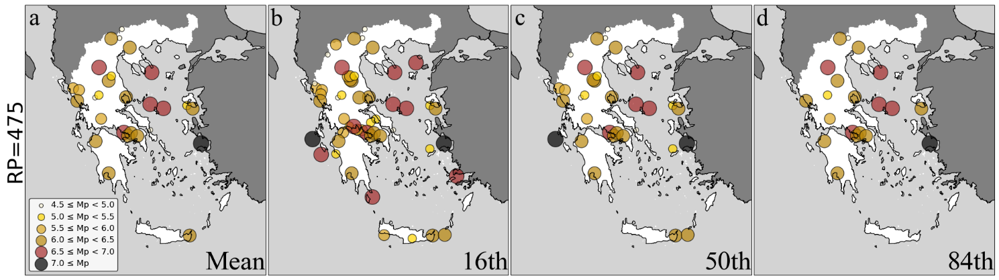 a
b
c
d
RP=475
4.5 ≤ Mp < 5.0
5.0 ≤ Mp < 5.5
5.5 ≤ Mp < 6.0
6.0 ≤ Mp < 6.5
6.5 ≤ Mp < 7.0
7.0 ≤ Mp
Mean
16th
50th
84th